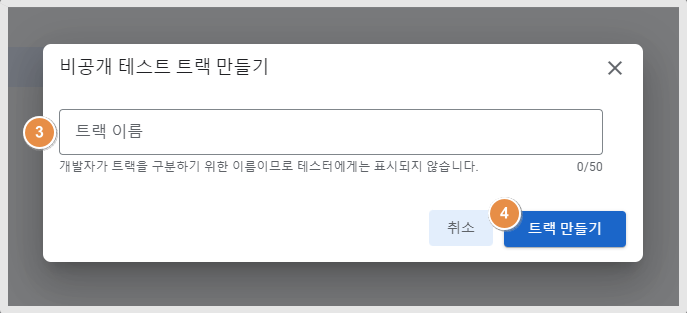 비공개 테스트 트랙 만들기
3
트랙 이름
개발자가 트랙을 구분하기 위한 이름이므로 테스터에게는 표시되지 않습니다. 0/50
취소
4
트랙 만들기